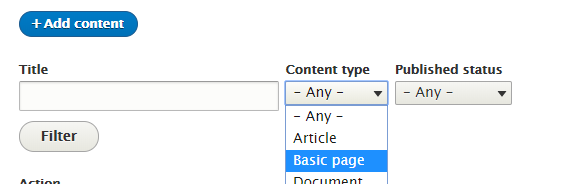 + Add content
Title Content type Published status
- Any - - Any -
- Any -
Filter Article
Basic page
Document
Action